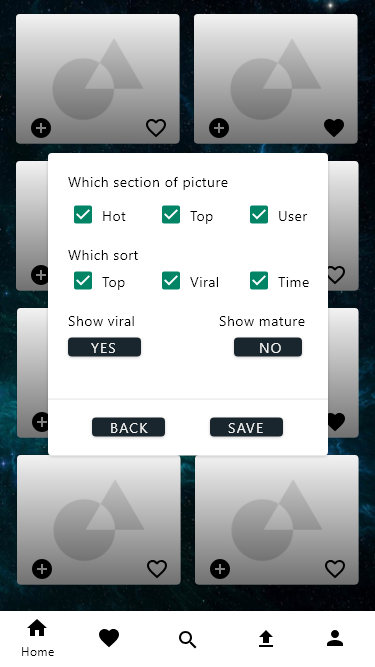 Which section of picture
Hot Top User
Which sort
Top Viral Time
Show viral Show mature
YES NO
BACK SAVE
Home